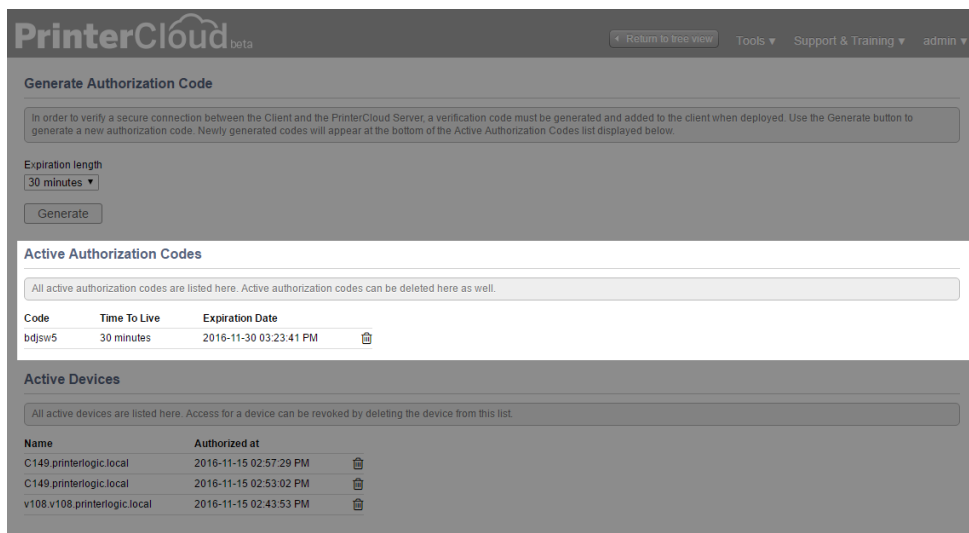 PrinterCloud beta
Return to tree view Tools ▾ Support & Training ▾ admin ▾
Generate Authorization Code
In order to verify a secure connection between the Client and the PrinterCloud Server, a verification code must be generated and added to the client when deployed. Use the Generate button to
generate a new authorization code. Newly generated codes will appear at the bottom of the Active Authorization Codes list displayed below.
Expiration length
30 minutes ▾
Generate
Active Authorization Codes
All active authorization codes are listed here. Active authorization codes can be deleted here as well.
Code Time To Live Expiration Date
bdjsw5 30 minutes 2016-11-30 03:23:41 PM
Active Devices
All active devices are listed here. Access for a device can be revoked by deleting the device from this list.
Name Authorized at
C149.printerlogic.local 2016-11-15 02:57:29 PM
C149.printerlogic.local 2016-11-15 02:53:02 PM
v108.v108.printerlogic.local 2016-11-15 02:43:53 PM